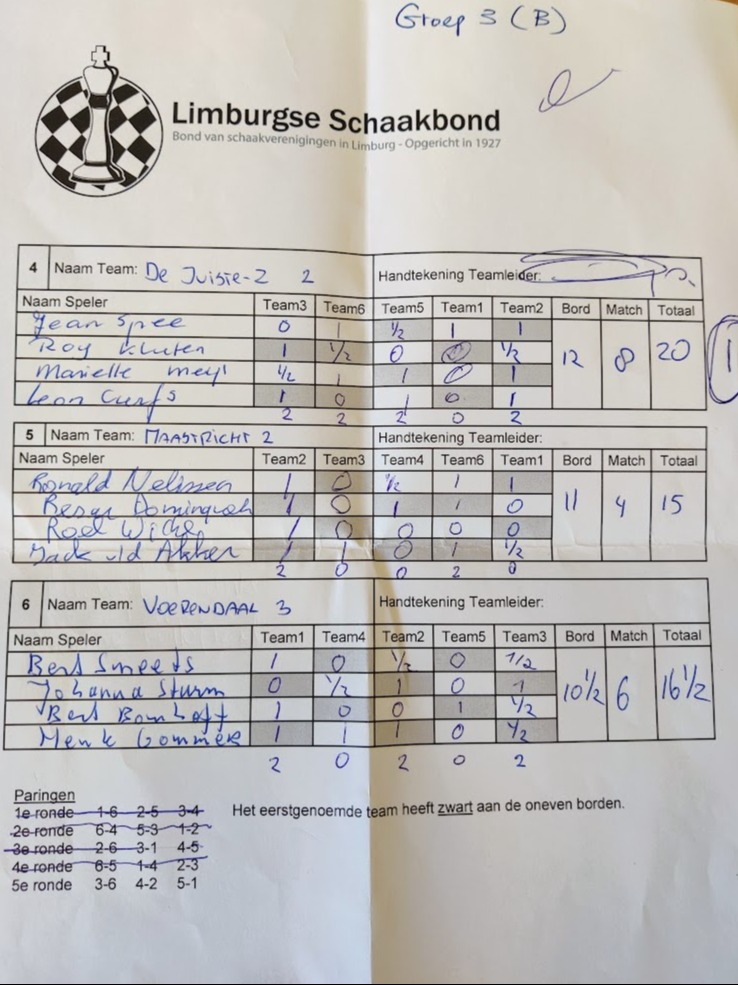 Groep 3 (B)
Limburgse Schaakbond
Bond van schaakverenigingen in Limburg - Opgericht in 1927
4 Naam Team: De Juiste-Z 2 Handtekening Teamleider:
Naam Speler Team3 Team6 Team5 Team1 Team2 Bord Match Totaal
Jean Spee 0 1 ½ 1 1
Roy 1 ½ 0 0 ½ 12 8 20 1
Marielle ½ 1 1 0 1
Leon Curfs 1 0 1 0 1
2 2 2 0 2
5 Naam Team: Maastricht 2 Handtekening Teamleider:
Naam Speler Team2 Team3 Team4 Team6 Team1 Bord Match Totaal
Ronald Nelissen 1 0 ½ 1 1
1 0 1 1 0 11 4 15
Roel 1 0 0 0 0
Jack vld Akker 1 1 0 1 ½
2 0 0 2 0
6 Naam Team: Voerendaal 3 Handtekening Teamleider:
Naam Speler Team1 Team4 Team2 Team5 Team3 Bord Match Totaal
Bert Smeets 1 0 ½ 0 1/2
Johanna Sturm 0 ½ 1 0 1 10½ 6 16½
Bert Bomhoff 1 0 0 1 ½
Henk Gommer 1 1 1 0 ½
2 0 2 0 2
Paringen
1e ronde 1-6 2-5 3-4 Het eerstgenoemde team heeft zwart aan de oneven borden.
2e ronde 6-4 5-3 1-2
3e ronde 2-6 3-1 4-5
4e ronde 6-5 1-4 2-3
5e ronde 3-6 4-2 5-1